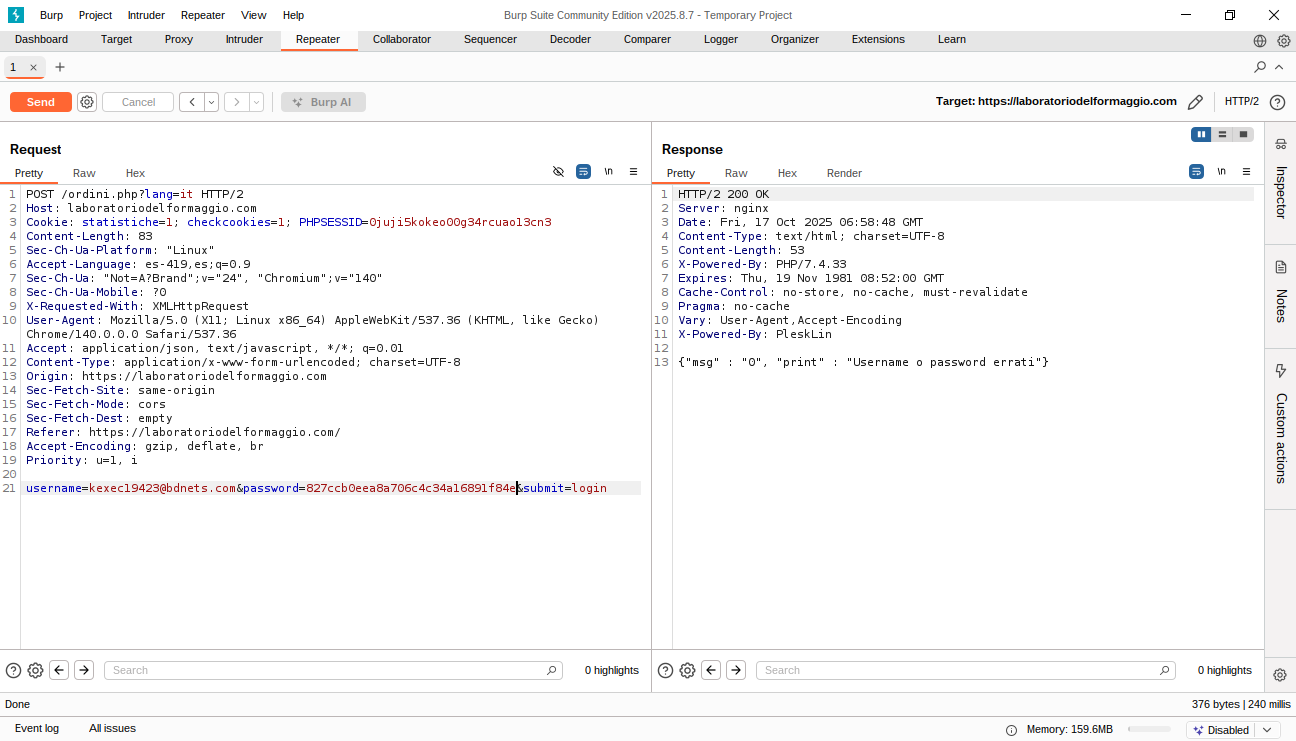 Burp Project Intruder Repeater View Help Burp Suite Community Edition v2025.8.7 - Temporary Project
Dashboard Target Proxy Intruder Repeater Collaborator Sequencer Decoder Comparer Logger Organizer Extensions Learn
1 × +
Send Cancel < > Burp AI Target: https://laboratoriodelformaggio.com HTTP/2
Request
Pretty Raw Hex \n
1 POST /ordini.php?lang=it HTTP/2
2 Host: laboratoriodelformaggio.com
3 Cookie: statistiche=1; checkcookies=1; PHPSESSID=0juji5kokeo00g34rcuao13cn3
4 Content-Length: 83
5 Sec-Ch-Ua-Platform: "Linux"
6 Accept-Language: es-419,es;q=0.9
7 Sec-Ch-Ua: "Not=A?Brand";v="24", "Chromium";v="140"
8 Sec-Ch-Ua-Mobile: ?0
9 X-Requested-With: XMLHttpRequest
10 User-Agent: Mozilla/5.0 (X11; Linux x86_64) AppleWebKit/537.36 (KHTML, like Gecko)
Chrome/140.0.0.0 Safari/537.36
11 Accept: application/json, text/javascript, */*; q=0.01
12 Content-Type: application/x-www-form-urlencoded; charset=UTF-8
13 Origin: https://laboratoriodelformaggio.com
14 Sec-Fetch-Site: same-origin
15 Sec-Fetch-Mode: cors
16 Sec-Fetch-Dest: empty
17 Referer: https://laboratoriodelformaggio.com/
18 Accept-Encoding: gzip, deflate, br
19 Priority: u=1, i
20
21 username=kexec19423@bdnets.com&password=827ccb0eea8a706c4c34a16891f84e&submit=login
Search 0 highlights
Response
Pretty Raw Hex Render \n
1 HTTP/2 200 OK
2 Server: nginx
3 Date: Fri, 17 Oct 2025 06:58:48 GMT
4 Content-Type: text/html; charset=UTF-8
5 Content-Length: 53
6 X-Powered-By: PHP/7.4.33
7 Expires: Thu, 19 Nov 1981 08:52:00 GMT
8 Cache-Control: no-store, no-cache, must-revalidate
9 Pragma: no-cache
10 Vary: User-Agent,Accept-Encoding
11 X-Powered-By: PleskLin
12
13 {"msg" : "0", "print" : "Username o password errati"}
Search 0 highlights
Inspector
Notes
Custom actions
Done 376 bytes | 240 millis
Event log All issues Memory: 159.6MB Disabled